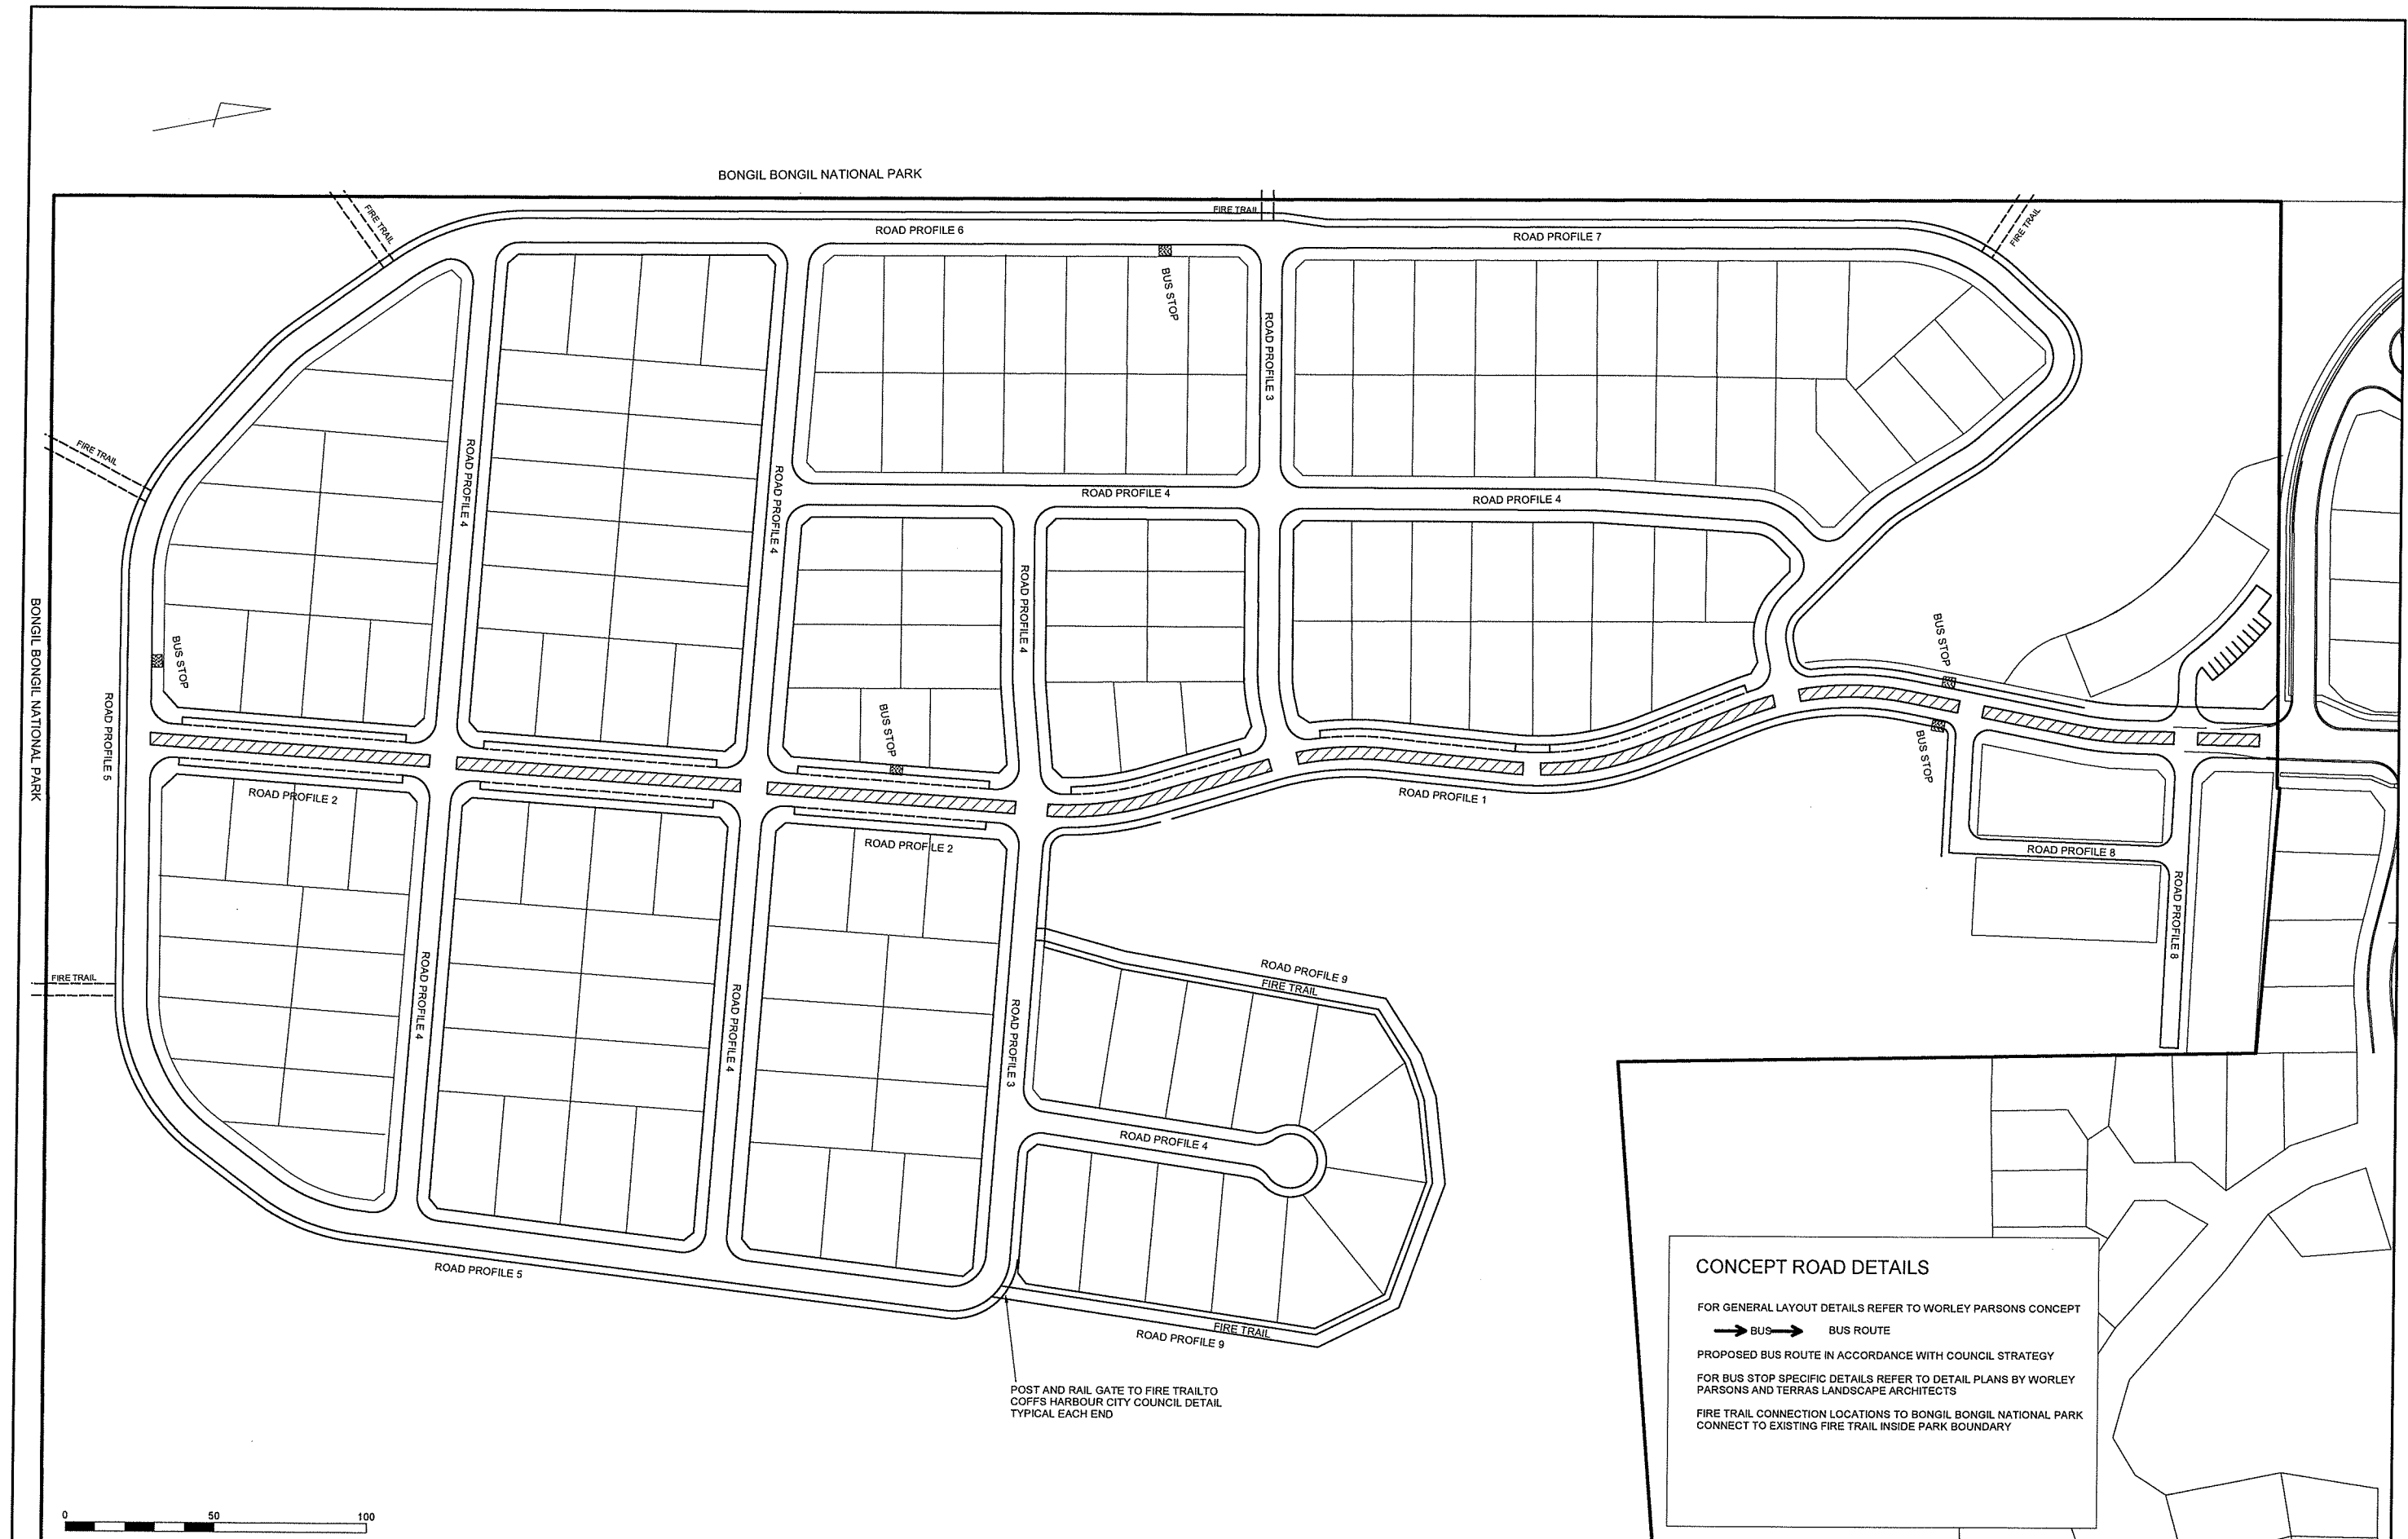 BONGIL BONGIL NATIONAL PARK
FIRE TRAIL
FIRE TRAIL
FIRE TRAIL
ROAD PROFILE 6
ROAD PROFILE 7
BUS STOP
ROAD PROFILE 3
FIRE TRAIL
ROAD PROFILE 4
ROAD PROFILE 4
ROAD PROFILE 4
ROAD PROFILE 4
ROAD PROFILE 4
BONGIL BONGIL NATIONAL PARK
BUS STOP
BUS STOP
ROAD PROFILE 5
BUS STOP
BUS STOP
ROAD PROFILE 2
ROAD PROFILE 1
ROAD PROFILE 2
ROAD PROFILE 8
ROAD PROFILE 8
FIRE TRAIL
ROAD PROFILE 4
ROAD PROFILE 4
ROAD PROFILE 3
ROAD PROFILE 9
FIRE TRAIL
ROAD PROFILE 4
ROAD PROFILE 5
FIRE TRAIL
ROAD PROFILE 9
POST AND RAIL GATE TO FIRE TRAILTO
COFFS HARBOUR CITY COUNCIL DETAIL
TYPICAL EACH END
CONCEPT ROAD DETAILS
FOR GENERAL LAYOUT DETAILS REFER TO WORLEY PARSONS CONCEPT
BUS BUS ROUTE
PROPOSED BUS ROUTE IN ACCORDANCE WITH COUNCIL STRATEGY
FOR BUS STOP SPECIFIC DETAILS REFER TO DETAIL PLANS BY WORLEY
PARSONS AND TERRAS LANDSCAPE ARCHITECTS
FIRE TRAIL CONNECTION LOCATIONS TO BONGIL BONGIL NATIONAL PARK
CONNECT TO EXISTING FIRE TRAIL INSIDE PARK BOUNDARY
0 50 100